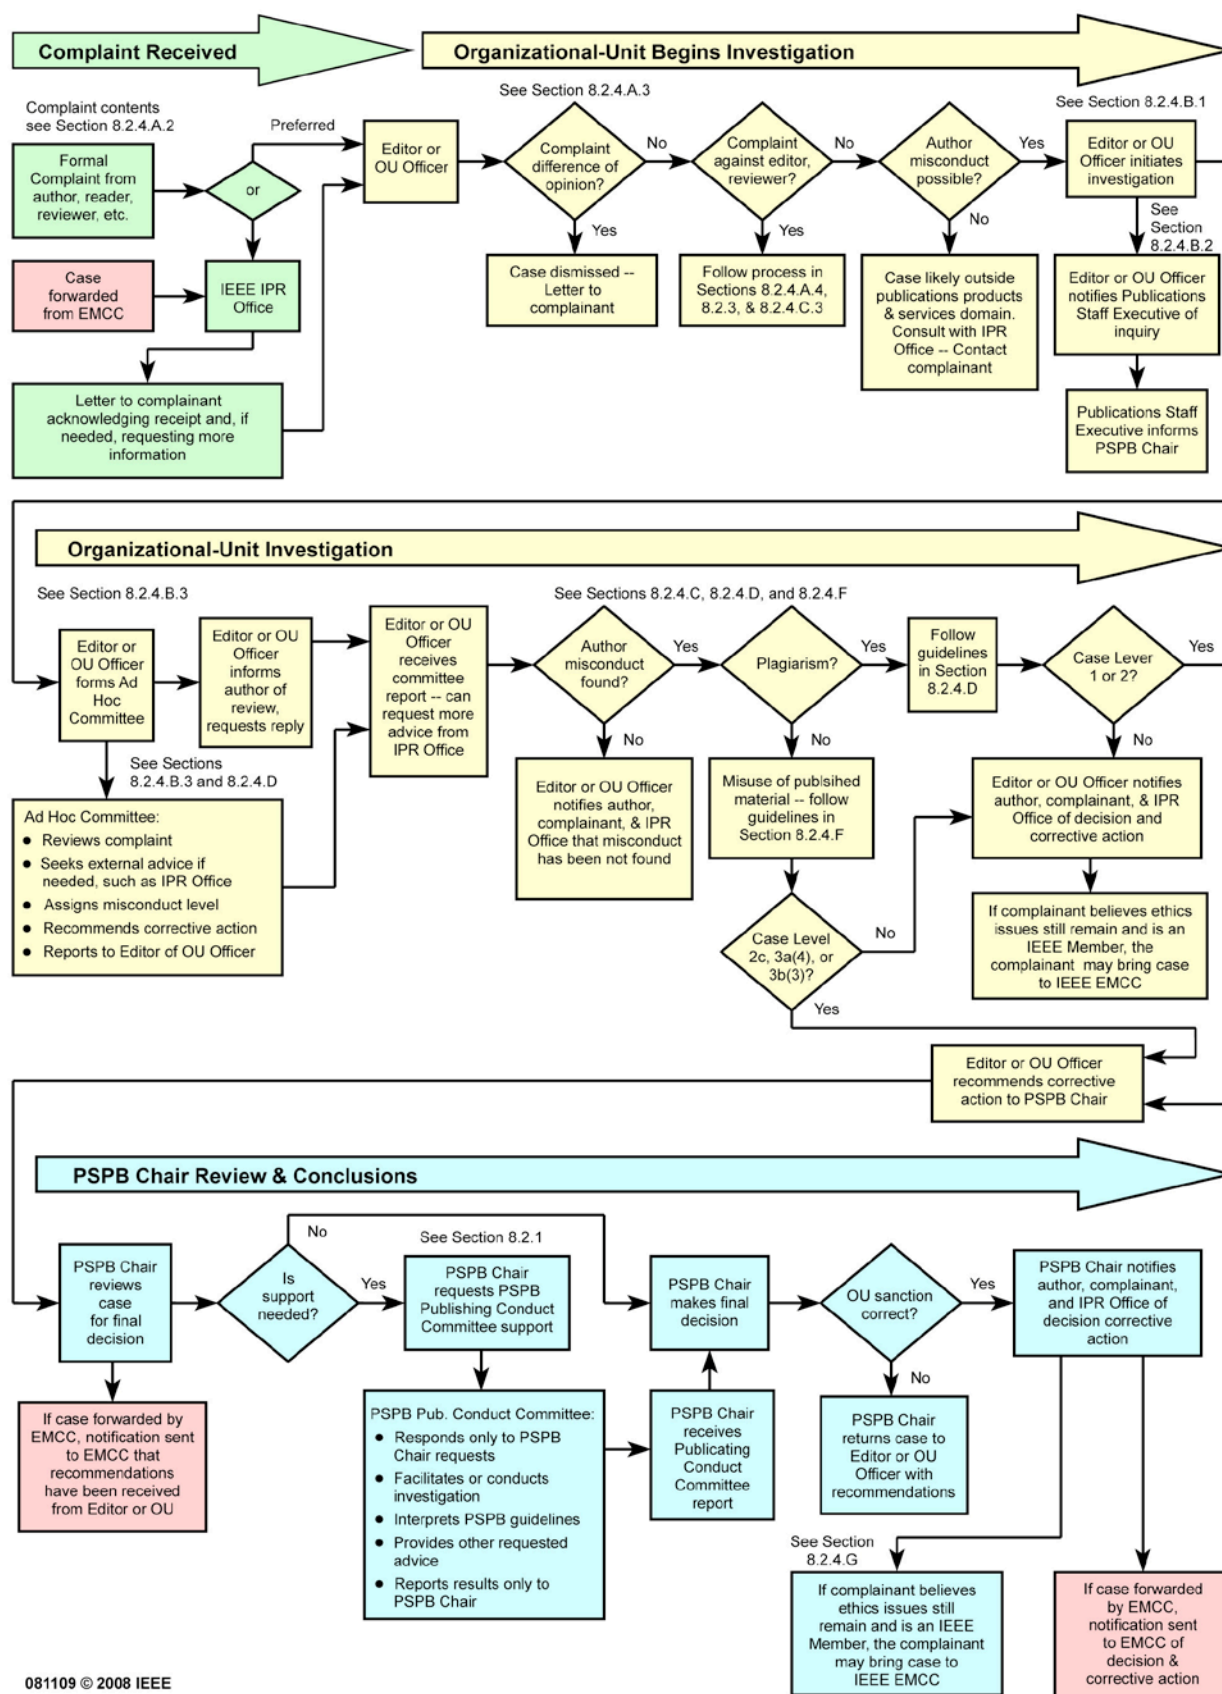 Complaint Received
Organizational-Unit Begins Investigation
Complaint contents
see Section 8.2.4.A.2
Formal
Complaint from
author, reader,
reviewer, etc.
or
Preferred
Case
forwarded
from EMCC
IEEE IPR
Office
Letter to complainant
acknowledging receipt and, if
needed, requesting more
information
Editor or
OU Officer
See Section 8.2.4.A.3
Complaint
difference of
opinion?
No
Yes
Case dismissed --
Letter to
complainant
Complaint
against editor,
reviewer?
No
Yes
Follow process in
Sections 8.2.4.A.4,
8.2.3, & 8.2.4.C.3
Author
misconduct
possible?
Yes
No
Case likely outside
publications products
& services domain.
Consult with IPR
Office -- Contact
complainant
See Section 8.2.4.B.1
Editor or OU
Officer initiates
investigation
See
Section
8.2.4.B.2
Editor or OU Officer
notifies Publications
Staff Executive of
inquiry
Publications Staff
Executive informs
PSPB Chair
Organizational-Unit Investigation
See Section 8.2.4.B.3
Editor or
OU Officer
forms Ad
Hoc
Committee
Editor or OU
Officer
informs
author of
review,
requests reply
See Sections
8.2.4.B.3 and 8.2.4.D
Ad Hoc Committee:
● Reviews complaint
● Seeks external advice if
needed, such as IPR Office
● Assigns misconduct level
● Recommends corrective action
● Reports to Editor of OU Officer
Editor or OU
Officer
receives
committee
report -- can
request more
advice from
IPR Office
See Sections 8.2.4.C, 8.2.4.D, and 8.2.4.F
Author
misconduct
found?
Yes
No
Editor or OU Officer
notifies author,
complainant, & IPR
Office that misconduct
has been not found
Plagiarism?
Yes
No
Misuse of publsihed
material -- follow
guidelines in
Section 8.2.4.F
Case Level
2c, 3a(4), or
3b(3)?
No
Yes
Follow
guidelines
in Section
8.2.4.D
Case Lever
1 or 2?
Yes
No
Editor or OU Officer notifies
author, complainant, & IPR
Office of decision and
corrective action
If complainant believes ethics
issues still remain and is an
IEEE Member, the
complainant may bring case
to IEEE EMCC
Editor or OU Officer
recommends corrective
action to PSPB Chair
PSPB Chair Review & Conclusions
PSPB Chair
reviews
case
for final
decision
If case forwarded by
EMCC, notification sent
to EMCC that
recommendations
have been received
from Editor or OU
Is
support
needed?
No
Yes
See Section 8.2.1
PSPB Chair
requests PSPB
Publishing Conduct
Committee support
PSPB Pub. Conduct Committee:
● Responds only to PSPB
Chair requests
● Facilitates or conducts
investigation
● Interprets PSPB guidelines
● Provides other requested
advice
● Reports results only to
PSPB Chair
PSPB Chair
makes final
decision
PSPB Chair
receives
Publicating
Conduct
Committee
report
OU sanction
correct?
Yes
No
PSPB Chair
returns case to
Editor or OU
Officer with
recommendations
PSPB Chair notifies
author, complainant,
and IPR Office of
decision corrective
action
See Section
8.2.4.G
If complainant believes
ethics issues still
remain and is an IEEE
Member, the complainant
may bring case to
IEEE EMCC
If case forwarded
by EMCC,
notification sent
to EMCC of
decision &
corrective action
081109 © 2008 IEEE